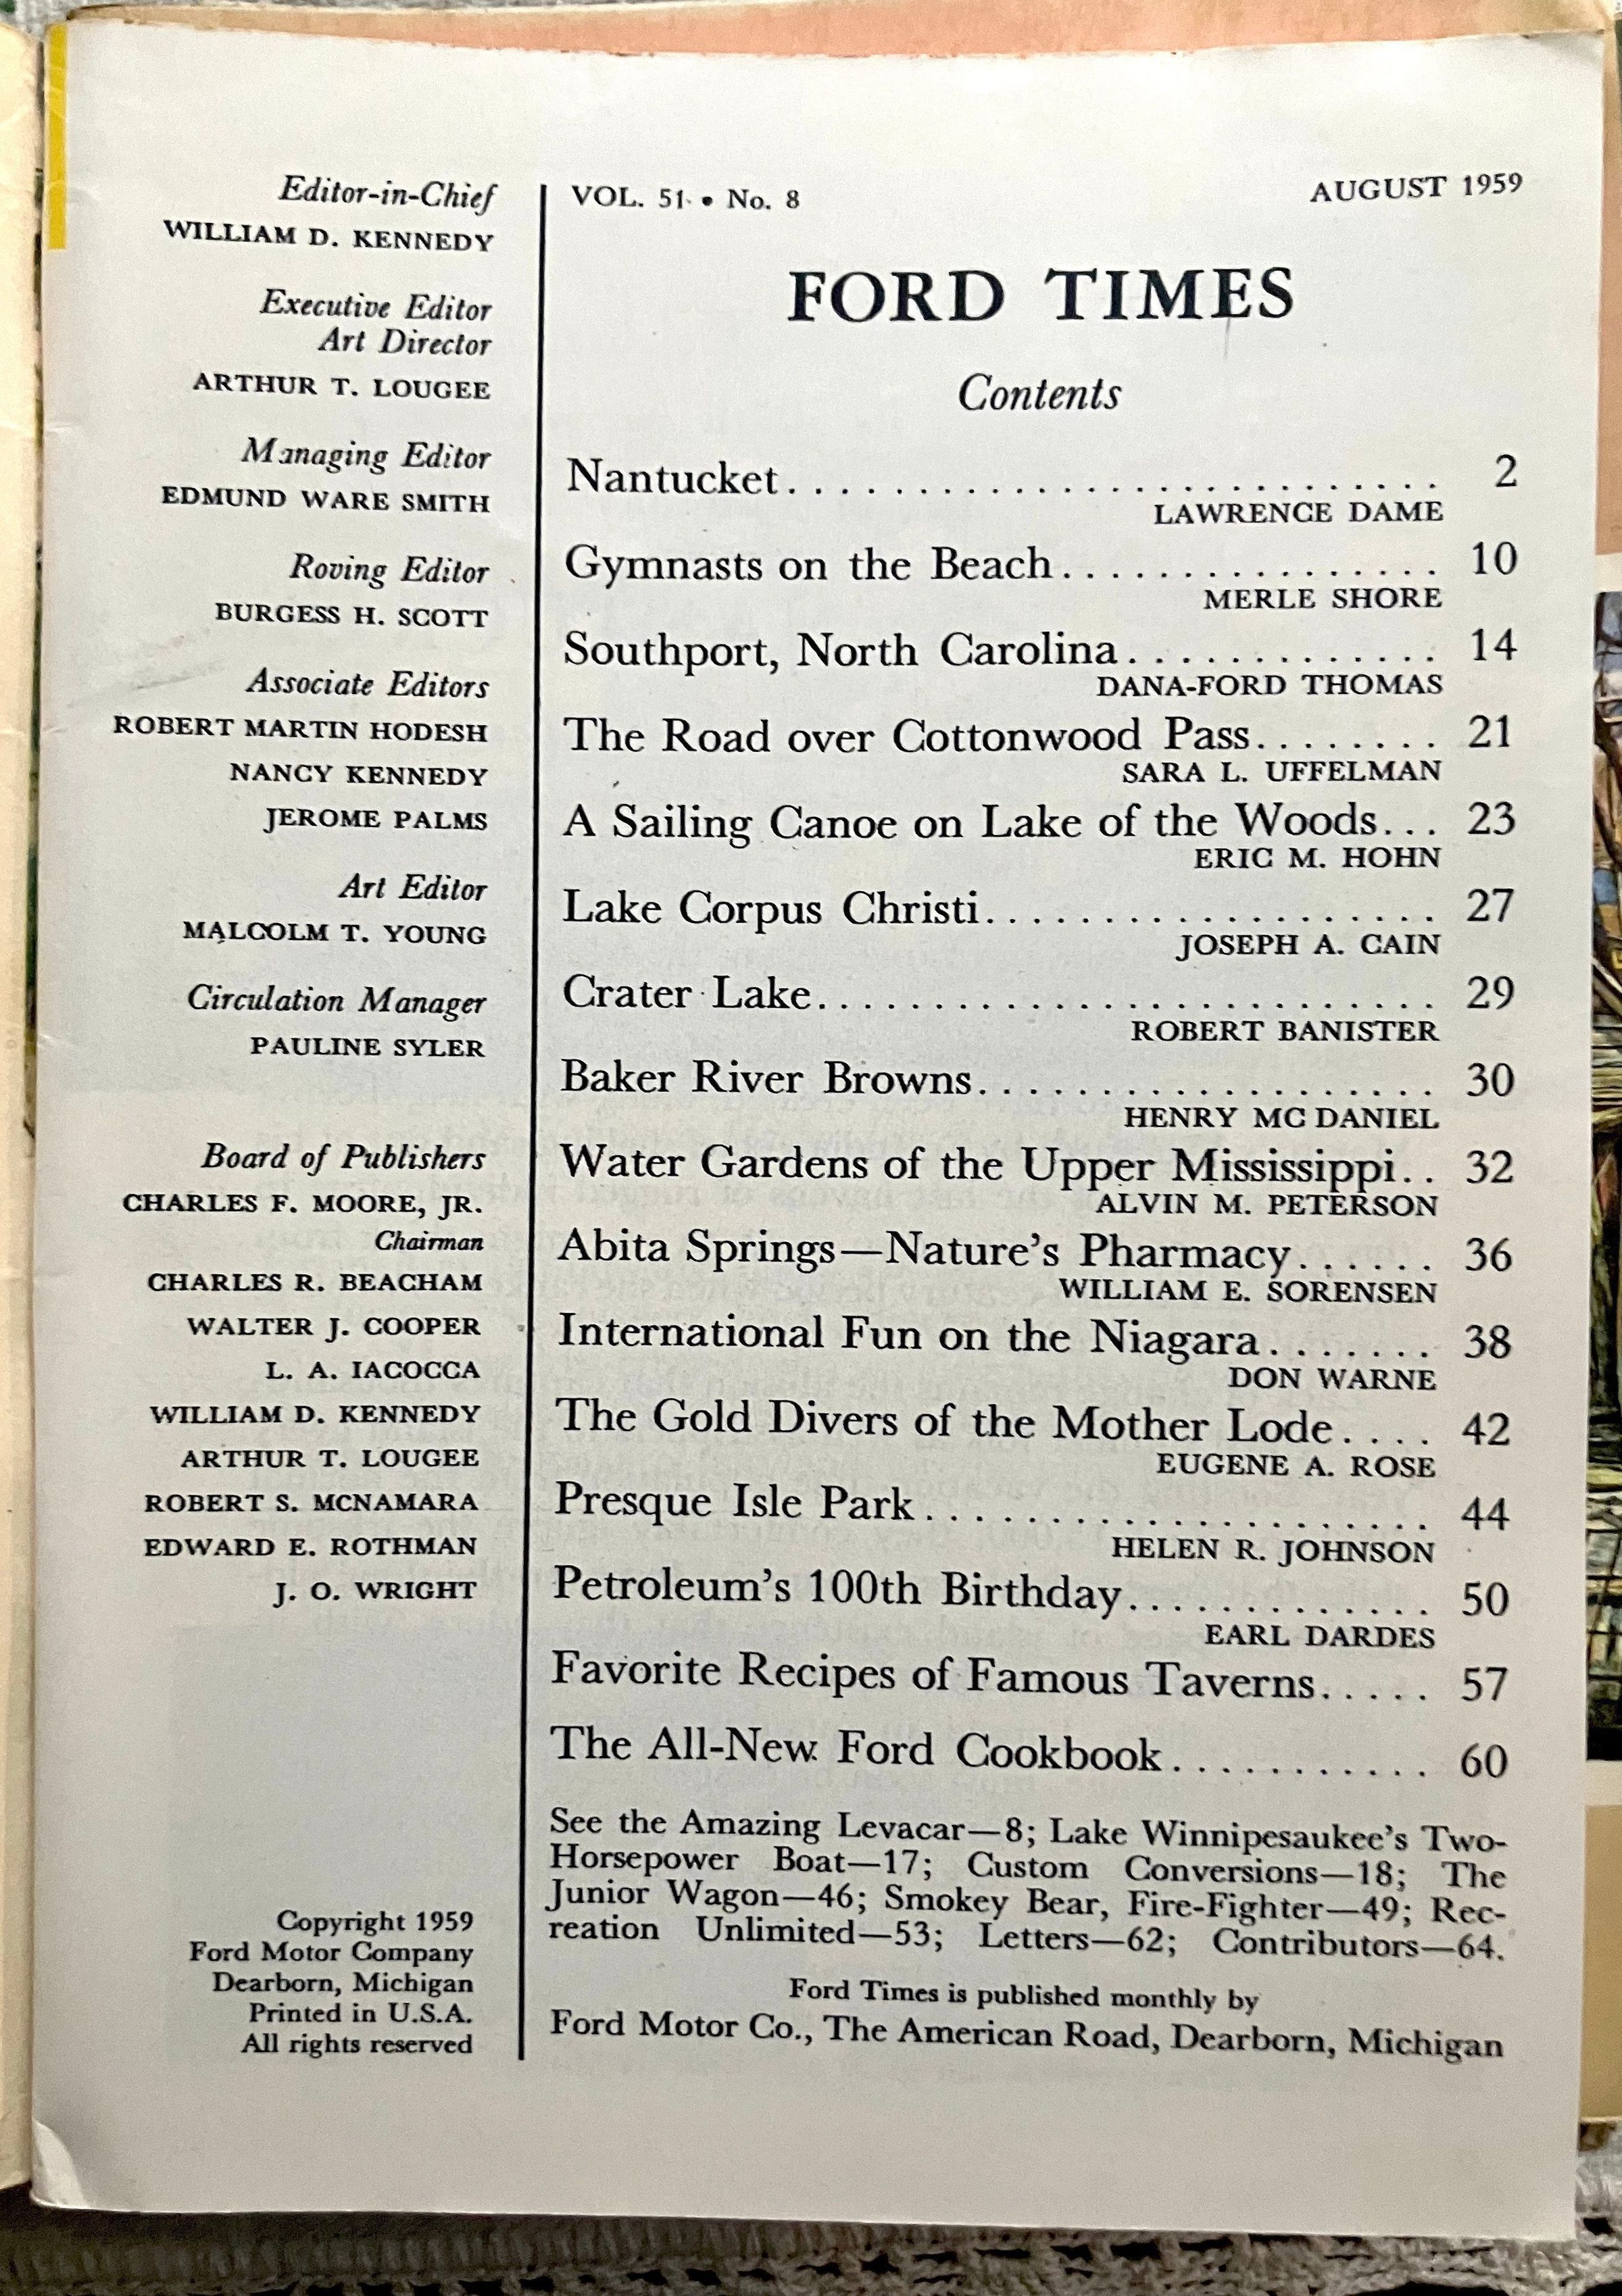 Editor-in-Chief
WILLIAM D. KENNEDY
Executive Editor
Art Director
ARTHUR T. LOUGEE
Managing Editor
EDMUND WARE SMITH
Roving Editor
BURGESS H. SCOTT
Associate Editors
ROBERT MARTIN HODESH
NANCY KENNEDY
JEROME PALMS
Art Editor
MALCOLM T. YOUNG
Circulation Manager
PAULINE SYLER
Board of Publishers
CHARLES F. MOORE, JR.
Chairman
CHARLES R. BEACHAM
WALTER J. COOPER
L. A. IACOCCA
WILLIAM D. KENNEDY
ARTHUR T. LOUGEE
ROBERT S. MCNAMARA
EDWARD E. ROTHMAN
J. O. WRIGHT
Copyright 1959
Ford Motor Company
Dearborn, Michigan
Printed in U.S.A.
All rights reserved
VOL. 51 • No. 8 AUGUST 1959
FORD TIMES
Contents
Nantucket............................ 2
LAWRENCE DAME
Gymnasts on the Beach................ 10
MERLE SHORE
Southport, North Carolina............. 14
DANA-FORD THOMAS
The Road over Cottonwood Pass........ 21
SARA L. UFFELMAN
A Sailing Canoe on Lake of the Woods... 23
ERIC M. HOHN
Lake Corpus Christi................... 27
JOSEPH A. CAIN
Crater Lake.......................... 29
ROBERT BANISTER
Baker River Browns................... 30
HENRY MC DANIEL
Water Gardens of the Upper Mississippi.. 32
ALVIN M. PETERSON
Abita Springs—Nature's Pharmacy...... 36
WILLIAM E. SORENSEN
International Fun on the Niagara....... 38
DON WARNE
The Gold Divers of the Mother Lode.... 42
EUGENE A. ROSE
Presque Isle Park..................... 44
HELEN R. JOHNSON
Petroleum's 100th Birthday............. 50
EARL DARDES
Favorite Recipes of Famous Taverns..... 57
The All-New Ford Cookbook........... 60
See the Amazing Levacar—8; Lake Winnipesaukee's Two-
Horsepower Boat—17; Custom Conversions—18; The
Junior Wagon—46; Smokey Bear, Fire-Fighter—49; Rec-
reation Unlimited—53; Letters—62; Contributors—64.
Ford Times is published monthly by
Ford Motor Co., The American Road, Dearborn, Michigan